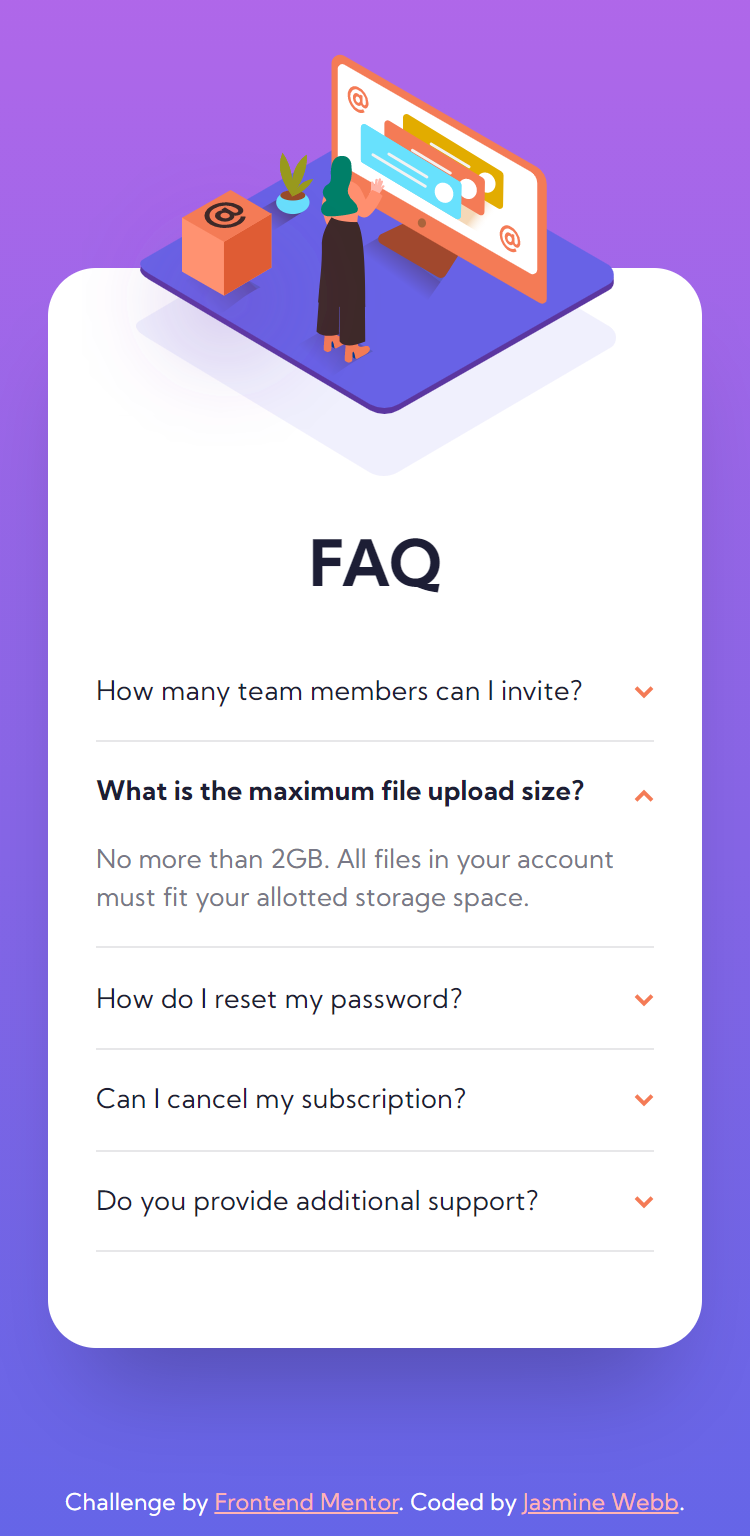 @
@
@
FAQ
How many team members can I invite?
What is the maximum file upload size?
No more than 2GB. All files in your account
must fit your allotted storage space.
How do I reset my password?
Can I cancel my subscription?
Do you provide additional support?
Challenge by Frontend Mentor. Coded by Jasmine Webb.